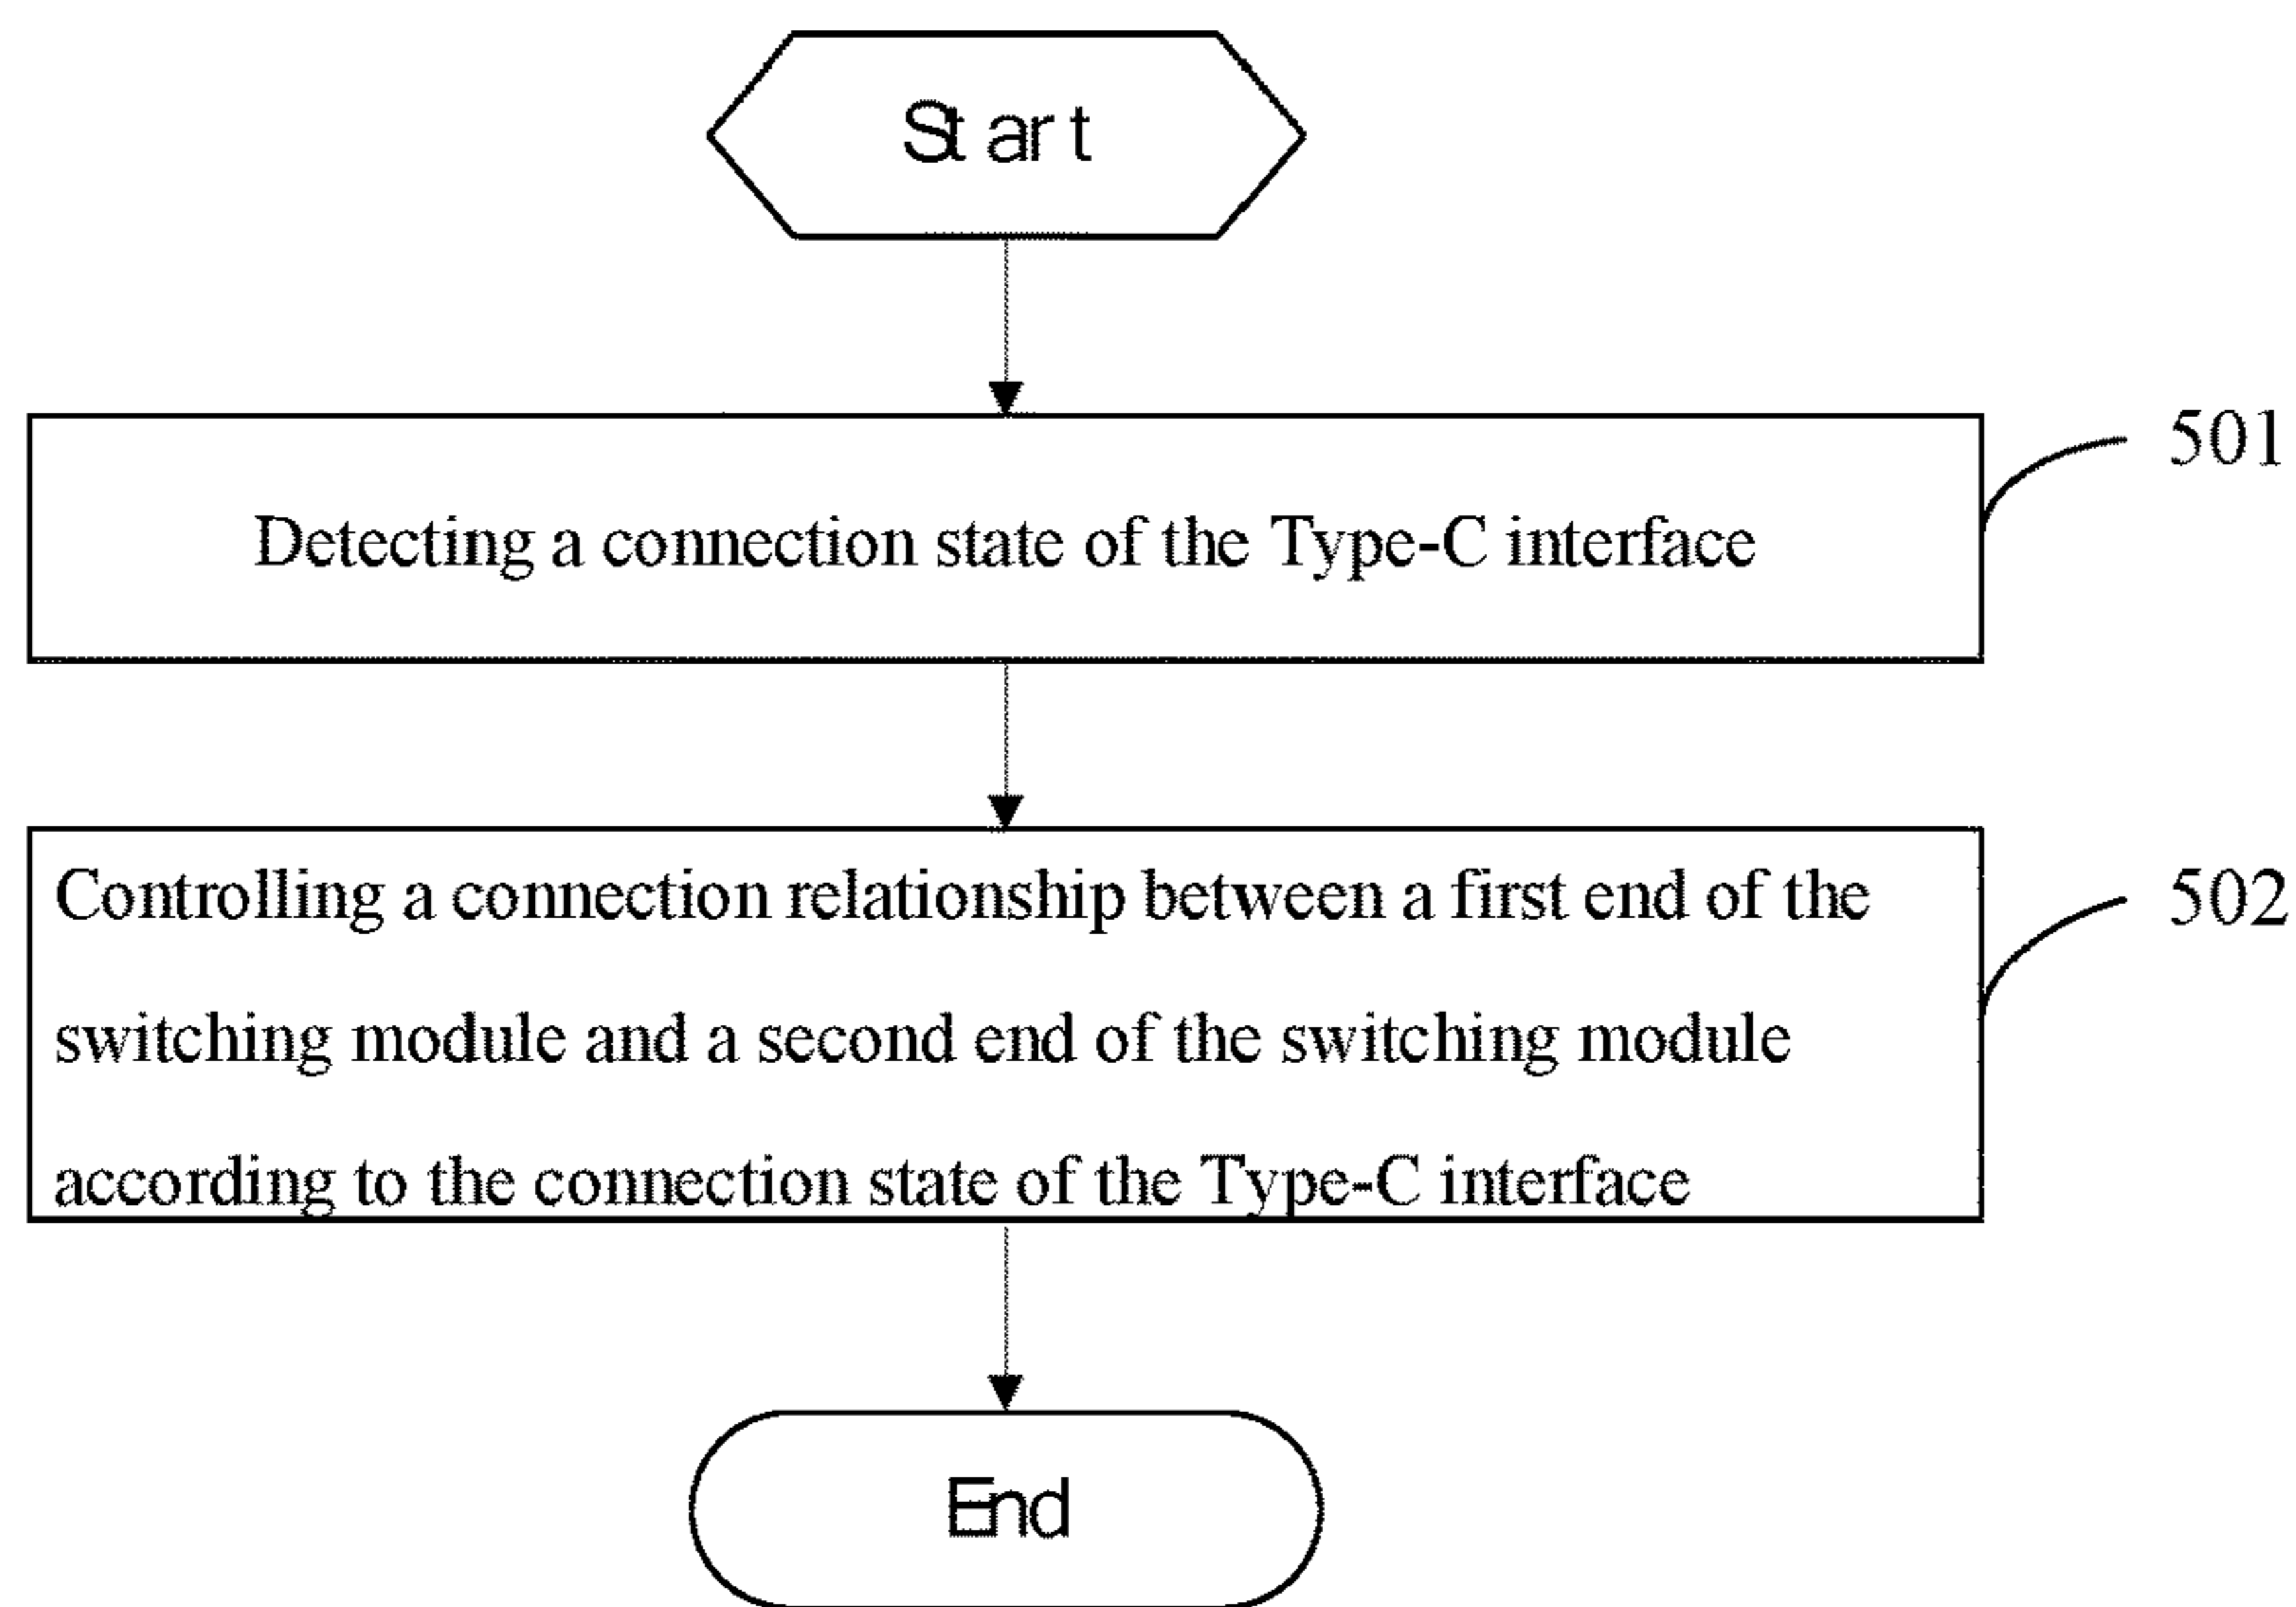 Start
501
Detecting a connection state of the Type-C interface
Controlling a connection relationship between a first end of the
502
switching module and a second end of the switching module
according to the connection state of the Type-C interface
End